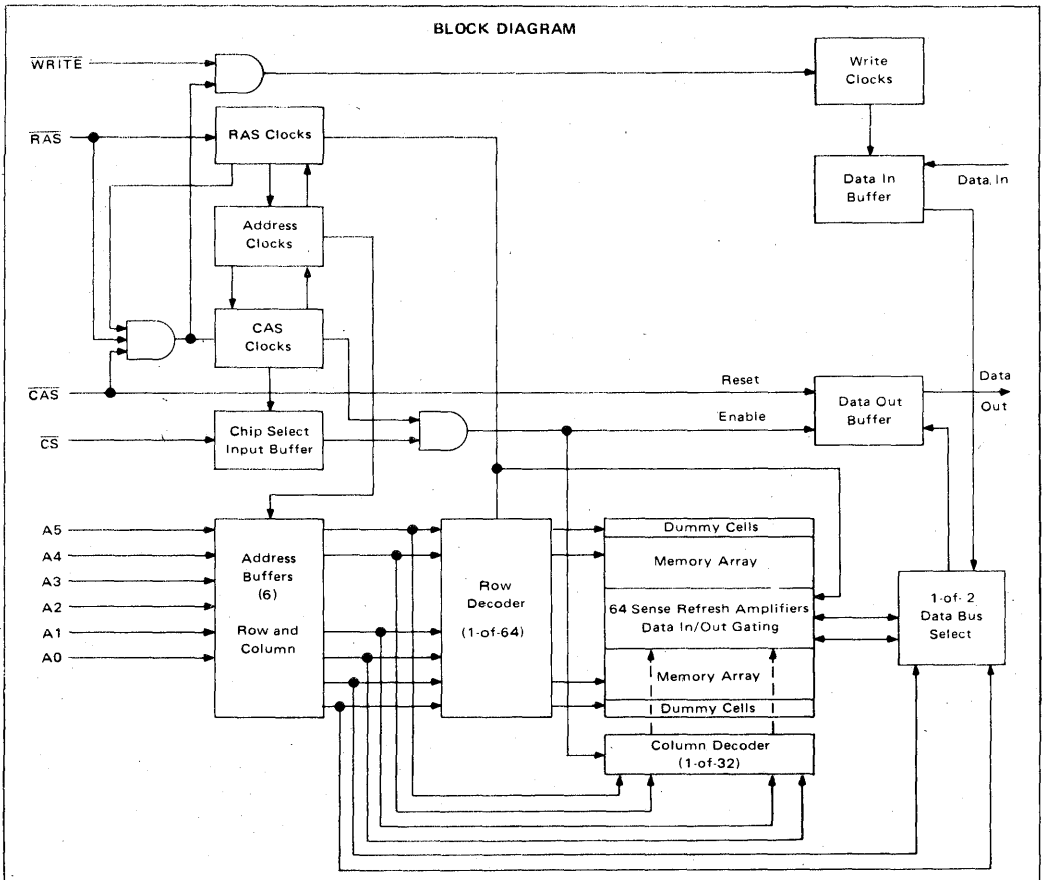 BLOCK DIAGRAM
WRITE
Write
Clocks
RAS
RAS Clocks
Data In
Buffer
Data In
Address
Clocks
CAS
Clocks
CAS
Reset
Data
Out
Data Out
Buffer
Enable
CS
Chip Select
Input Buffer
A5
A4
A3
A2
A1
A0
Address
Buffers
(6)
Row and
Column
Row
Decoder
(1-of-64)
Dummy Cells
Memory Array
64 Sense Refresh Amplifiers
Data In/Out Gating
Memory Array
Dummy Cells
1-of-2
Data Bus
Select
Column Decoder
(1-of-32)